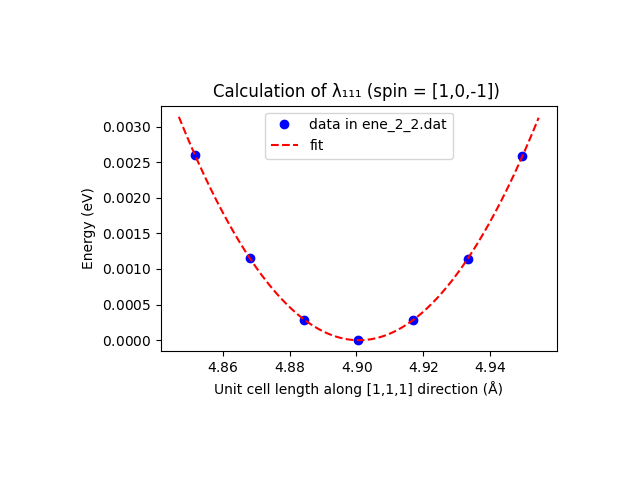 Calculation of λ₁₁₁ (spin = [1,0,-1])
data in ene_2_2.dat
fit
Energy (eV)
0.0030
0.0025
0.0020
0.0015
0.0010
0.0005
0.0000
4.86 4.88 4.90 4.92 4.94
Unit cell length along [1,1,1] direction (Å)